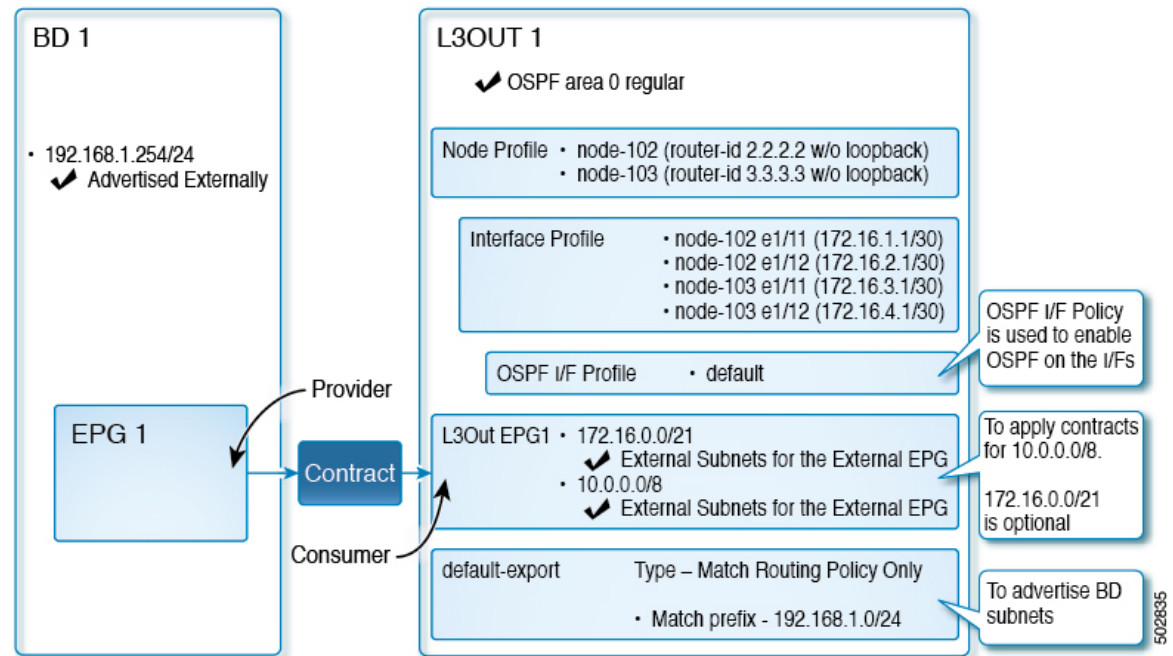 BD 1
• 192.168.1.254/24
✔ Advertised Externally
EPG 1
Provider
Contract
Consumer
L3OUT 1
✔ OSPF area 0 regular
Node Profile • node-102 (router-id 2.2.2.2 w/o loopback)
• node-103 (router-id 3.3.3.3 w/o loopback)
Interface Profile • node-102 e1/11 (172.16.1.1/30)
• node-102 e1/12 (172.16.2.1/30)
• node-103 e1/11 (172.16.3.1/30)
• node-103 e1/12 (172.16.4.1/30)
OSPF I/F Profile • default
L3Out EPG1 • 172.16.0.0/21
✔ External Subnets for the External EPG
• 10.0.0.0/8
✔ External Subnets for the External EPG
default-export Type – Match Routing Policy Only
• Match prefix - 192.168.1.0/24
OSPF I/F Policy
is used to enable
OSPF on the I/Fs
To apply contracts
for 10.0.0.0/8.
172.16.0.0/21
is optional
To advertise BD
subnets
502835